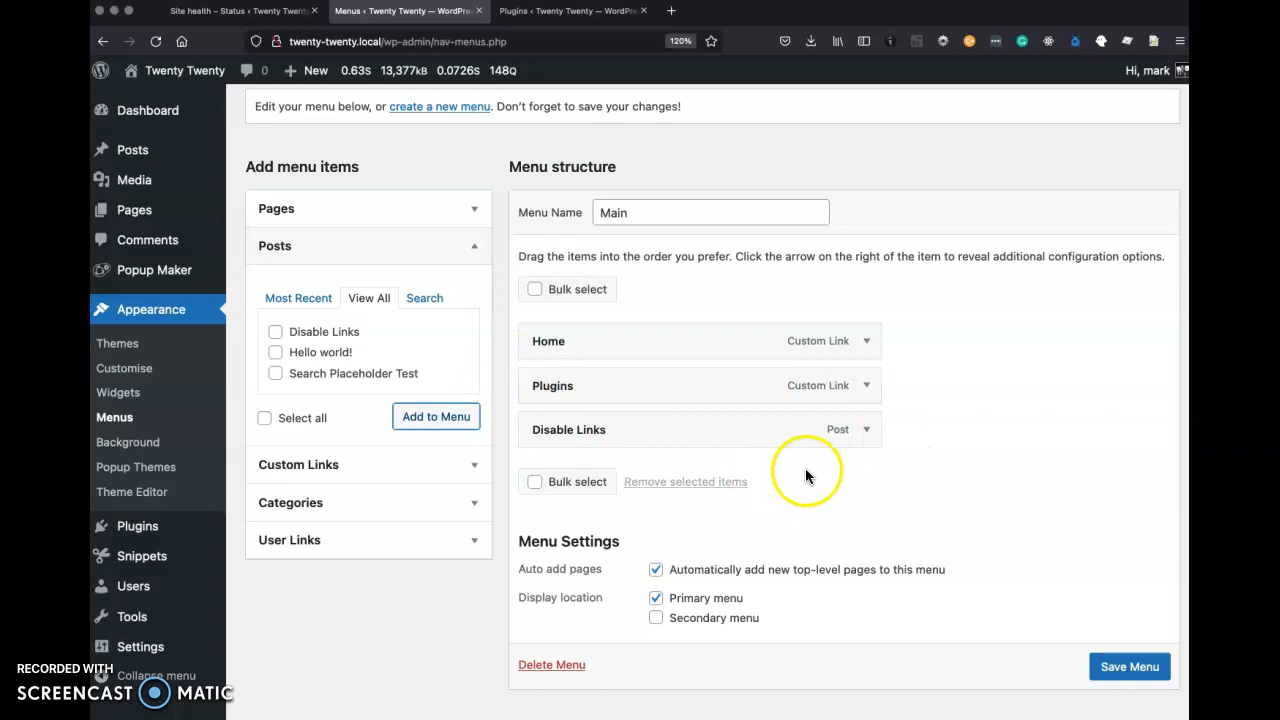 Site health – Status ‹ Twenty Twenty
Menus ‹ Twenty Twenty — WordPre
Plugins ‹ Twenty Twenty — WordPr
twenty-twenty.local/wp-admin/nav-menus.php
120%
Twenty Twenty
0
New
0.63S 13,377kB 0.0726S 148Q
Hi, mark
Dashboard
Posts
Media
Pages
Comments
Popup Maker
Appearance
Themes
Customise
Widgets
Menus
Background
Popup Themes
Theme Editor
Plugins
Snippets
Users
Tools
Settings
Collapse menu
Edit your menu below, or create a new menu. Don’t forget to save your changes!
Add menu items
Pages
Posts
Most Recent View All Search
Disable Links
Hello world!
Search Placeholder Test
Select all
Add to Menu
Custom Links
Categories
User Links
Menu structure
Menu Name Main
Drag the items into the order you prefer. Click the arrow on the right of the item to reveal additional configuration options.
Bulk select
Home Custom Link
Plugins Custom Link
Disable Links Post
Bulk select Remove selected items
Menu Settings
Auto add pages Automatically add new top-level pages to this menu
Display location Primary menu
Secondary menu
Delete Menu
Save Menu
RECORDED WITH
SCREENCAST MATIC